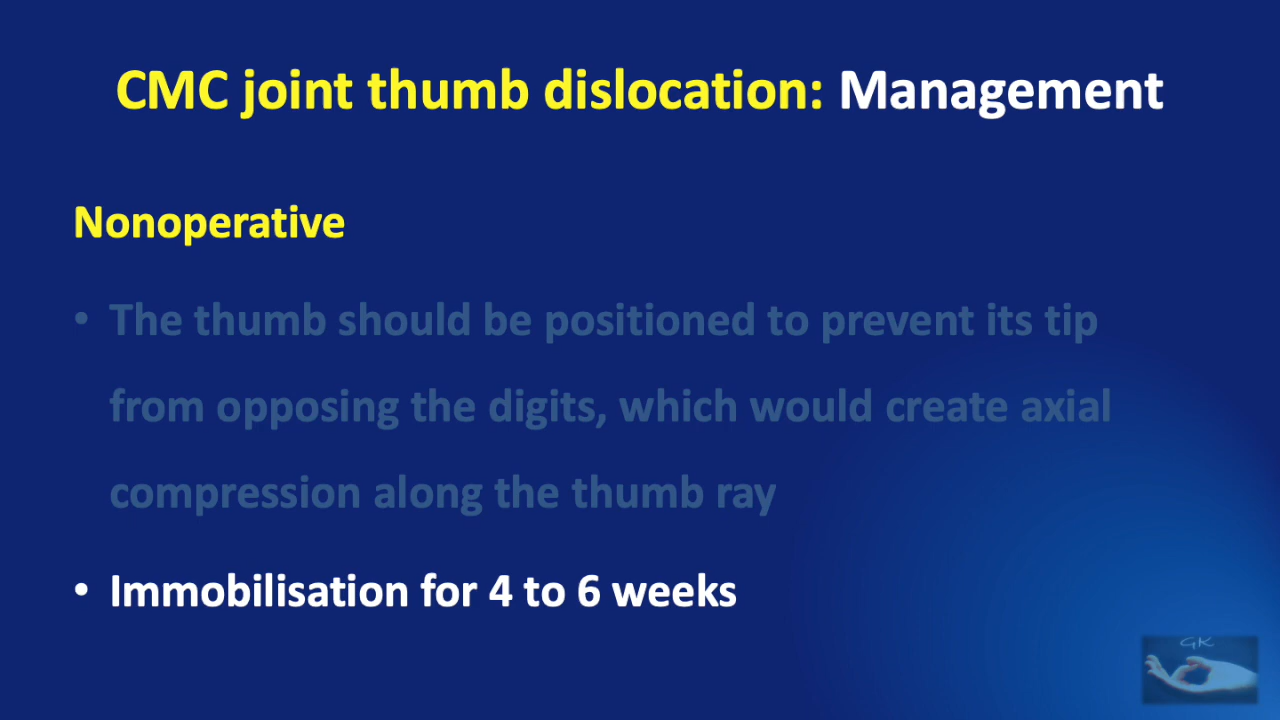 CMC joint thumb dislocation: Management
Nonoperative
• The thumb should be positioned to prevent its tip
from opposing the digits, which would create axial
compression along the thumb ray
• Immobilisation for 4 to 6 weeks
GK